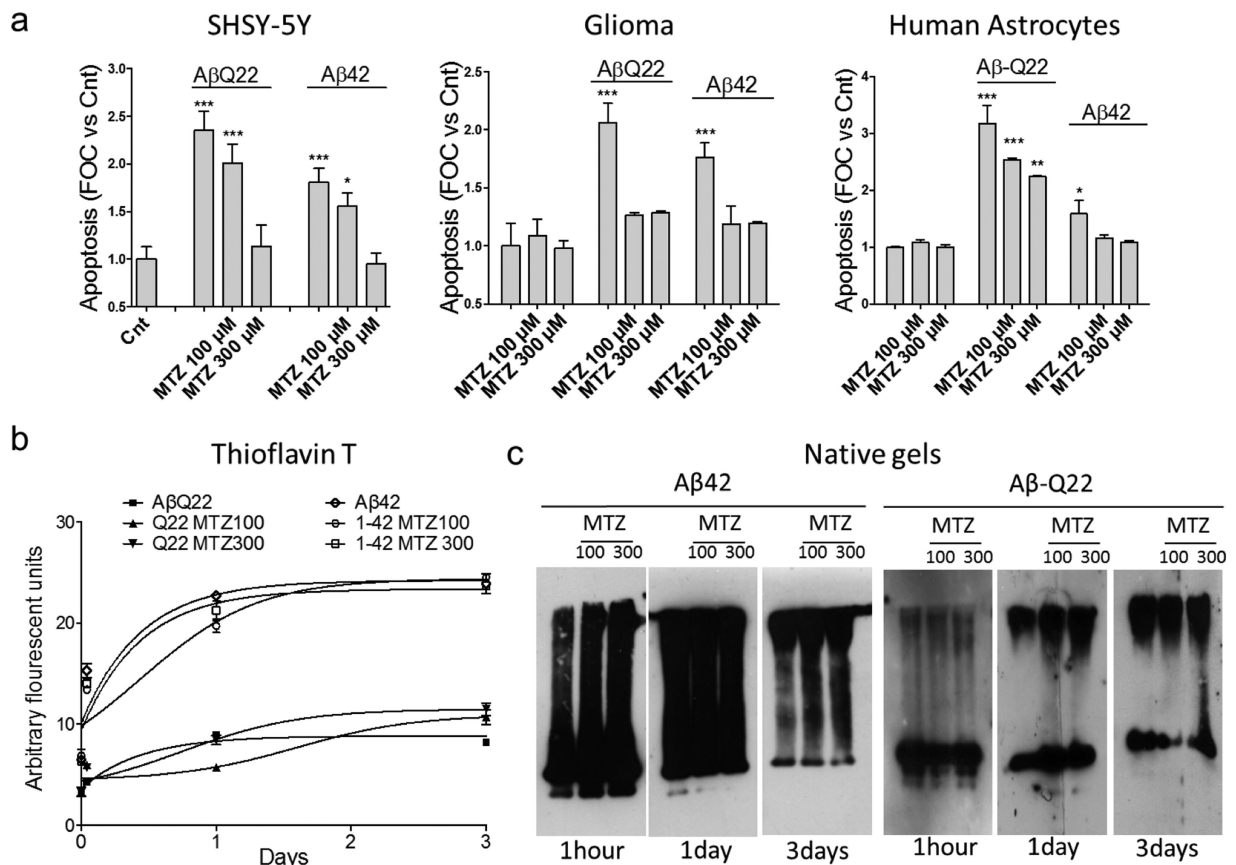 a
SHSY-5Y
Apoptosis (FOC vs Cnt)
3.0
2.5
2.0
1.5
1.0
0.5
AβQ22
Aβ42
***
***
***
*
Cnt
MTZ 100 µM
MTZ 300 µM
MTZ 100 µM
MTZ 300 µM
Glioma
Apoptosis (FOC vs Cnt)
2.5
2.0
1.5
1.0
0.5
AβQ22
Aβ42
***
***
MTZ 100 µM
MTZ 300 µM
MTZ 100 µM
MTZ 300 µM
MTZ 100 µM
MTZ 300 µM
Human Astrocytes
Apoptosis (FOC vs Cnt)
4
3
2
1
0
Aβ-Q22
Aβ42
***
***
**
*
MTZ 100 µM
MTZ 300 µM
MTZ 100 µM
MTZ 300 µM
MTZ 100 µM
MTZ 300 µM
b
Thioflavin T
AβQ22
Q22 MTZ100
Q22 MTZ300
Aβ42
1-42 MTZ100
1-42 MTZ 300
Arbitrary flourescent units
30
20
10
0
0 1 2 3
Days
c
Native gels
Aβ42
MTZ
100 300
MTZ
100 300
MTZ
100 300
1hour
1day
3days
Aβ-Q22
MTZ
100 300
MTZ
100 300
MTZ
100 300
1hour
1day
3days